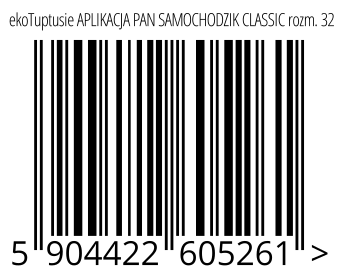 ekoTuptusie APLIKACJA PAN SAMOCHODZIK CLASSIC rozm. 32
5 904422 605261 >